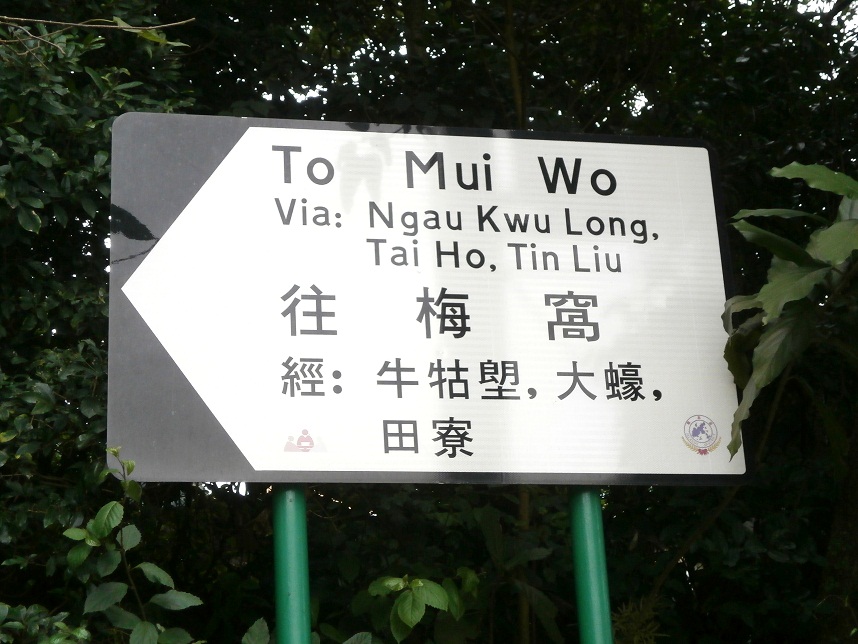 To Mui Wo
Via: Ngau Kwu Long,
Tai Ho, Tin Liu
往 梅 窩
經: 牛牯塱, 大蠔,
田寮